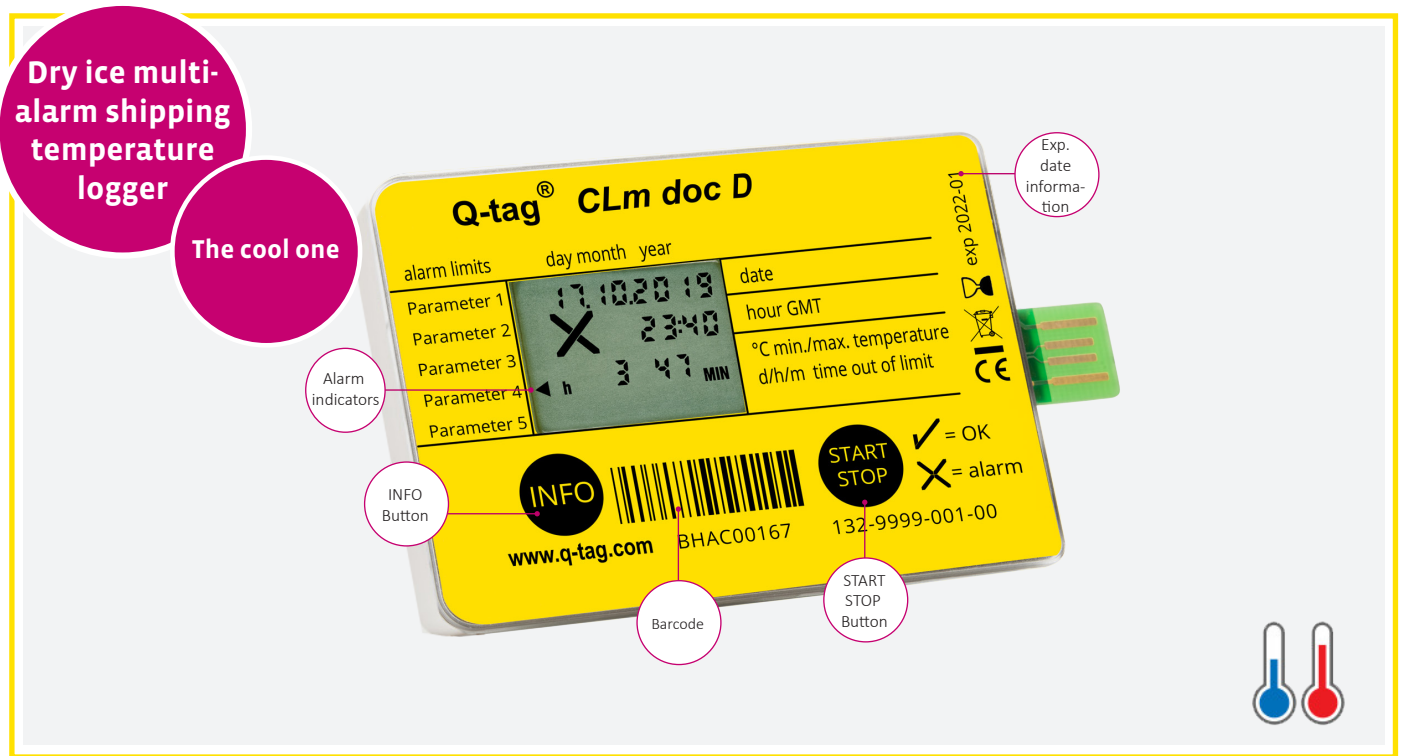 Dry ice multi-
alarm shipping
temperature
logger
The cool one
Exp.
date
informa-
tion
Q-tag® CLm doc D
exp 2022-01
alarm limits
day month year
Parameter 1
Parameter 2
Parameter 3
Parameter 4
Parameter 5
17.10.2019
23:40
h 3 47 MIN
date
hour GMT
°C min./max. temperature
d/h/m time out of limit
CE
Alarm
indicators
INFO
Button
INFO
START
STOP
= OK
= alarm
www.q-tag.com
BHAC00167
132-9999-001-00
Barcode
START
STOP
Button